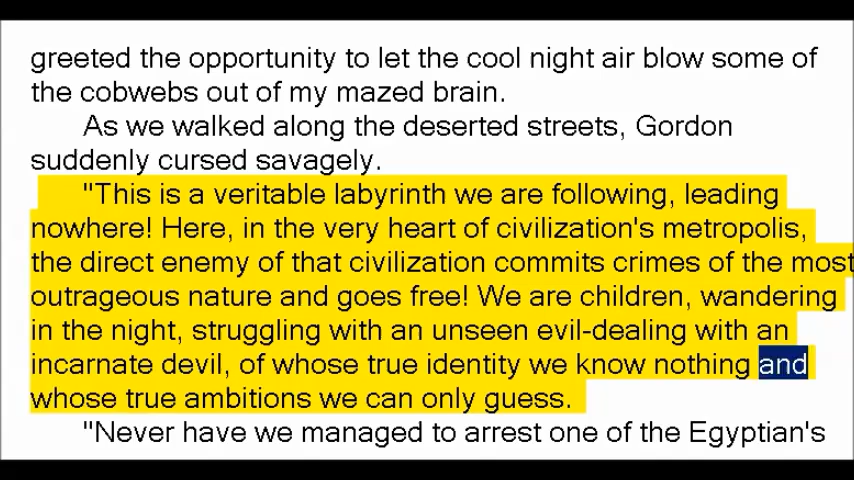 greeted the opportunity to let the cool night air blow some of
the cobwebs out of my mazed brain.
As we walked along the deserted streets, Gordon
suddenly cursed savagely.
"This is a veritable labyrinth we are following, leading
nowhere! Here, in the very heart of civilization's metropolis,
the direct enemy of that civilization commits crimes of the most
outrageous nature and goes free! We are children, wandering
in the night, struggling with an unseen evil-dealing with an
incarnate devil, of whose true identity we know nothing and
whose true ambitions we can only guess.
"Never have we managed to arrest one of the Egyptian's